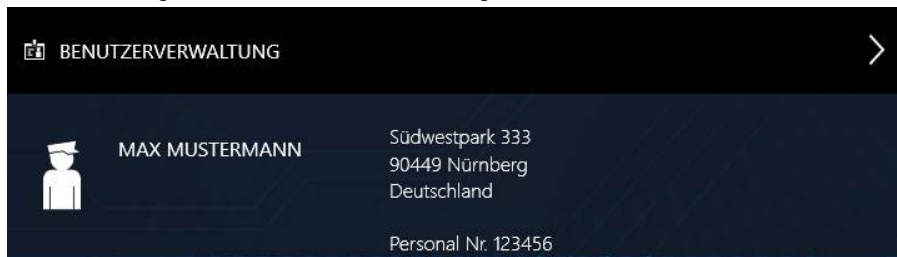 BENUTZERVERWALTUNG
MAX MUSTERMANN
Südwestpark 333
90449 Nürnberg
Deutschland
Personal Nr. 123456